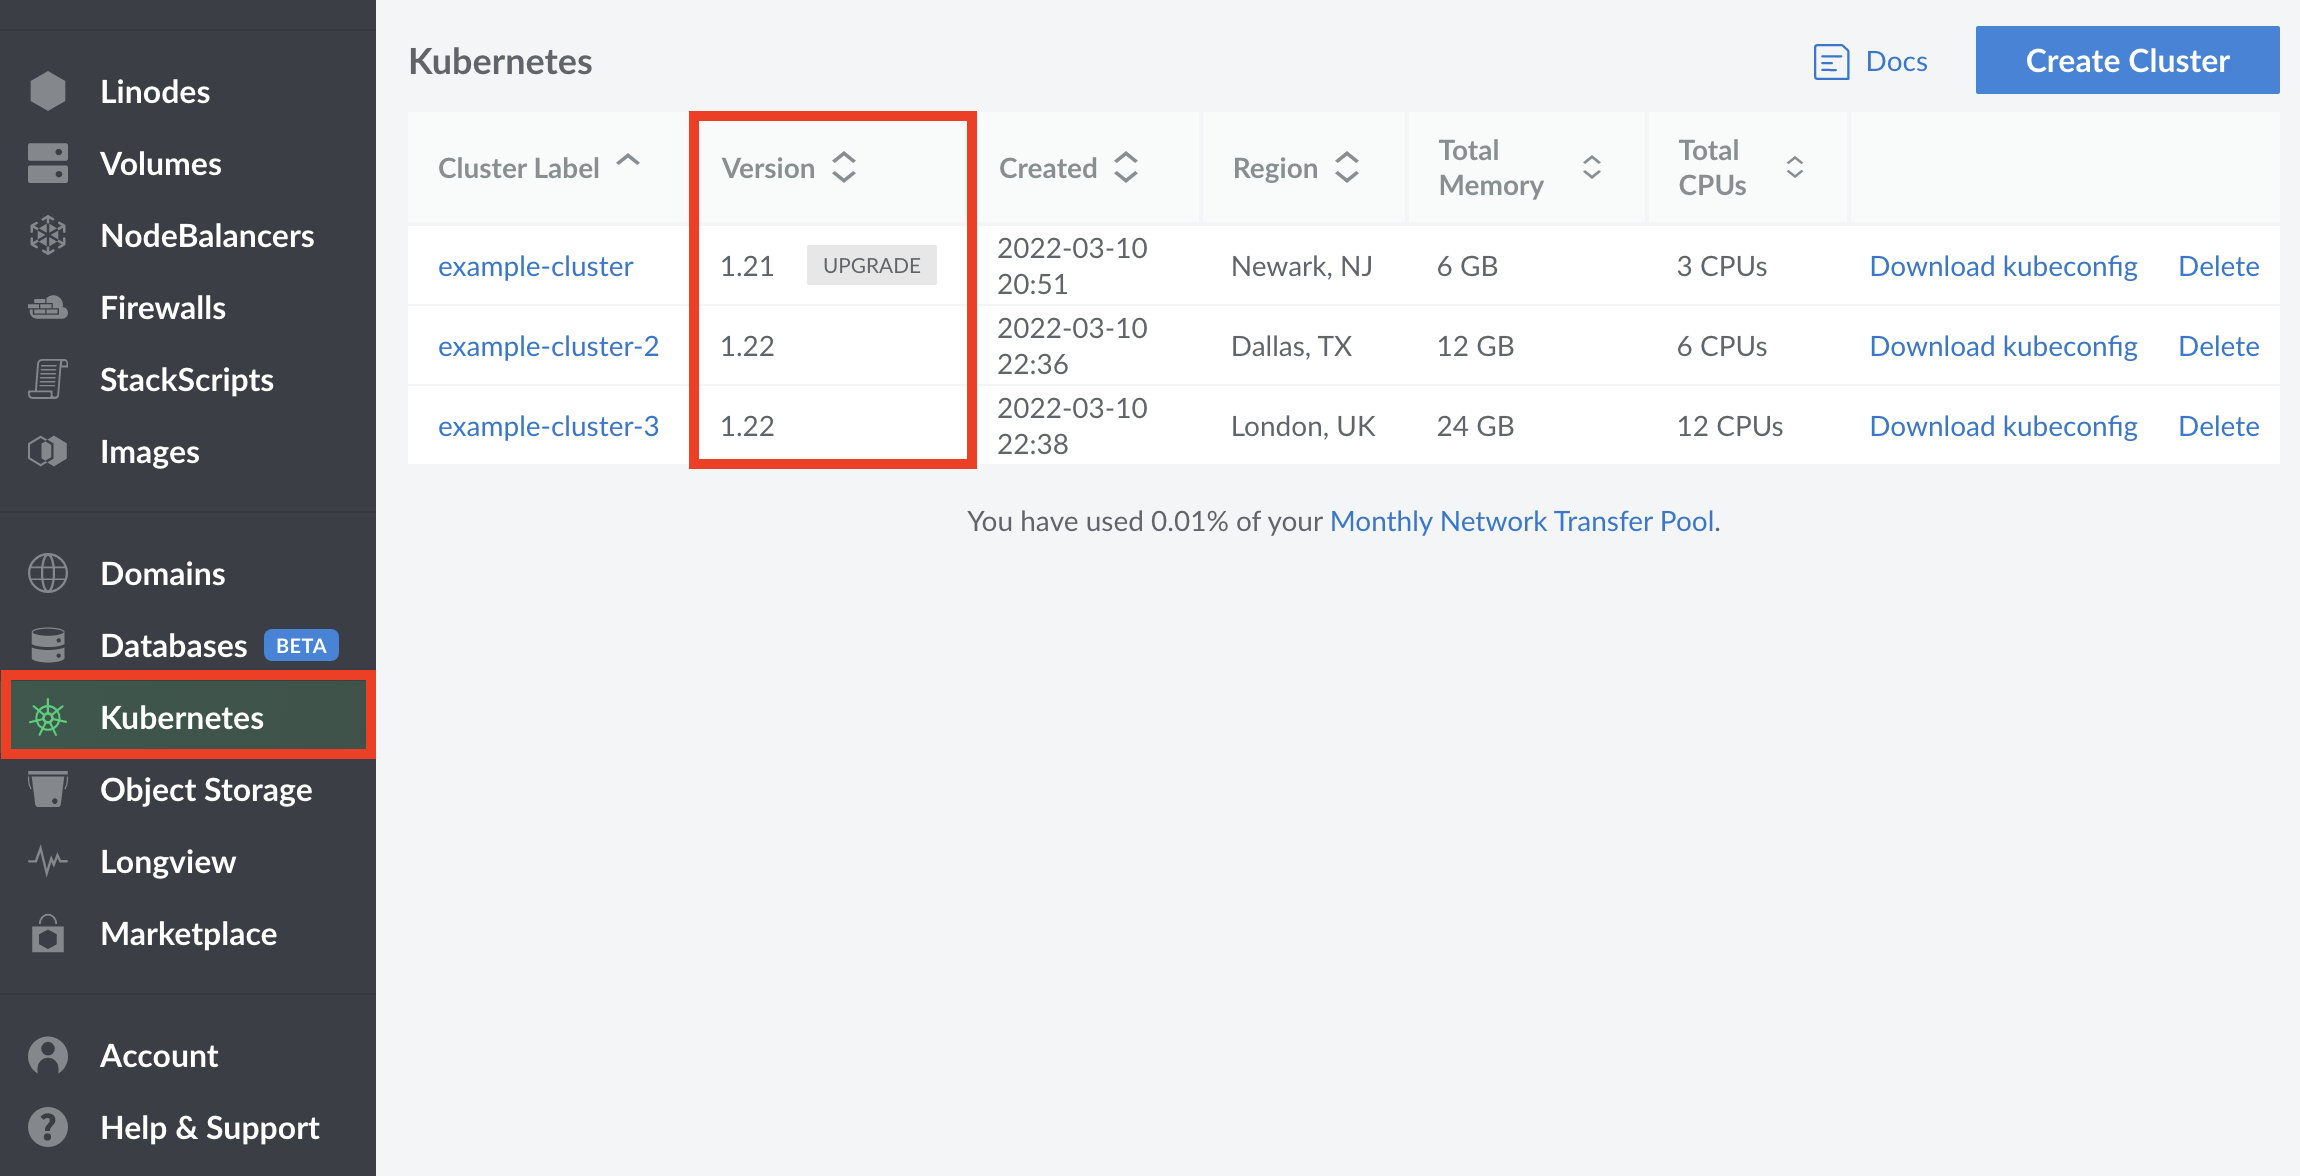 Linodes
Volumes
NodeBalancers
Firewalls
StackScripts
Images
Domains
Databases BETA
Kubernetes
Object Storage
Longview
Marketplace
Account
Help & Support
Kubernetes
Docs
Create Cluster
Cluster Label
Version
Created
Region
Total
Memory
Total
CPUs
example-cluster
1.21 UPGRADE
2022-03-10
20:51
Newark, NJ
6 GB
3 CPUs
Download kubeconfig
Delete
example-cluster-2
1.22
2022-03-10
22:36
Dallas, TX
12 GB
6 CPUs
Download kubeconfig
Delete
example-cluster-3
1.22
2022-03-10
22:38
London, UK
24 GB
12 CPUs
Download kubeconfig
Delete
You have used 0.01% of your Monthly Network Transfer Pool.